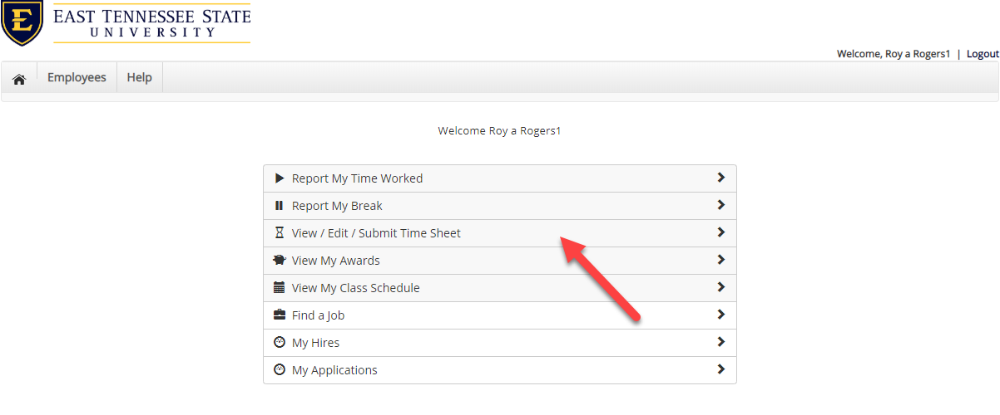 EAST TENNESSEE STATE
UNIVERSITY
Welcome, Roy a Rogers1 | Logout
Employees Help
Welcome Roy a Rogers1
Report My Time Worked
Report My Break
View / Edit / Submit Time Sheet
View My Awards
View My Class Schedule
Find a Job
My Hires
My Applications